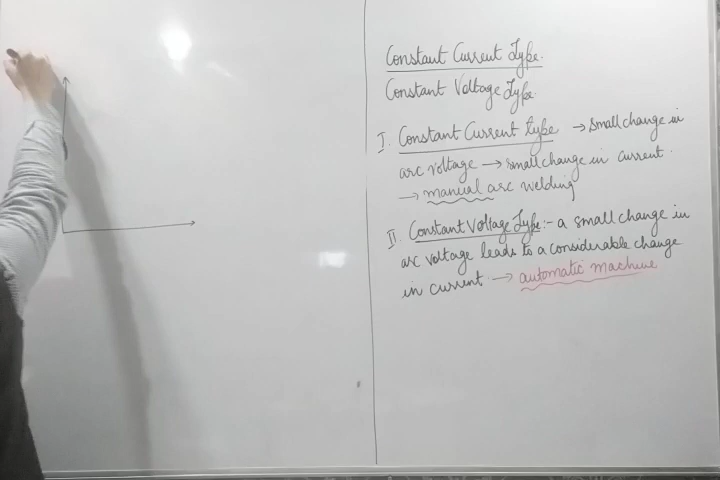 Constant Current Type.
Constant Voltage Type.
I. Constant Current type → small change in
arc voltage → small change in current.
→ manual arc welding
II. Constant Voltage Type:- a small change in
arc voltage leads to a considerable change
in current. → automatic machine